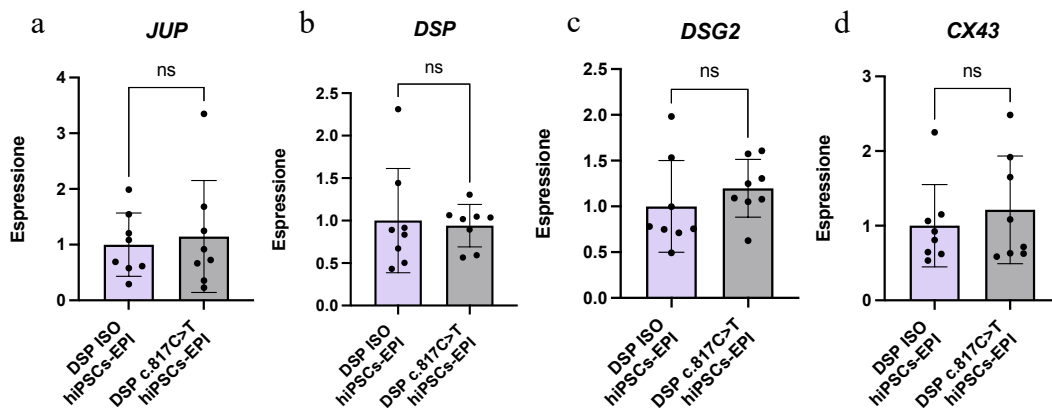 a
JUP
ns
Espressione
4
3
2
1
0
DSP ISO
hiPSCs-EPI
DSP c.817C>T
hiPSCs-EPI
b
DSP
ns
Espressione
2.5
2.0
1.5
1.0
0.5
0.0
DSP ISO
hiPSCs-EPI
DSP c.817C>T
hiPSCs-EPI
c
DSG2
ns
Espressione
2.5
2.0
1.5
1.0
0.5
0.0
DSP ISO
hiPSCs-EPI
DSP c.817C>T
hiPSCs-EPI
d
CX43
ns
Espressione
3
2
1
0
DSP ISO
hiPSCs-EPI
DSP c.817C>T
hiPSCs-EPI